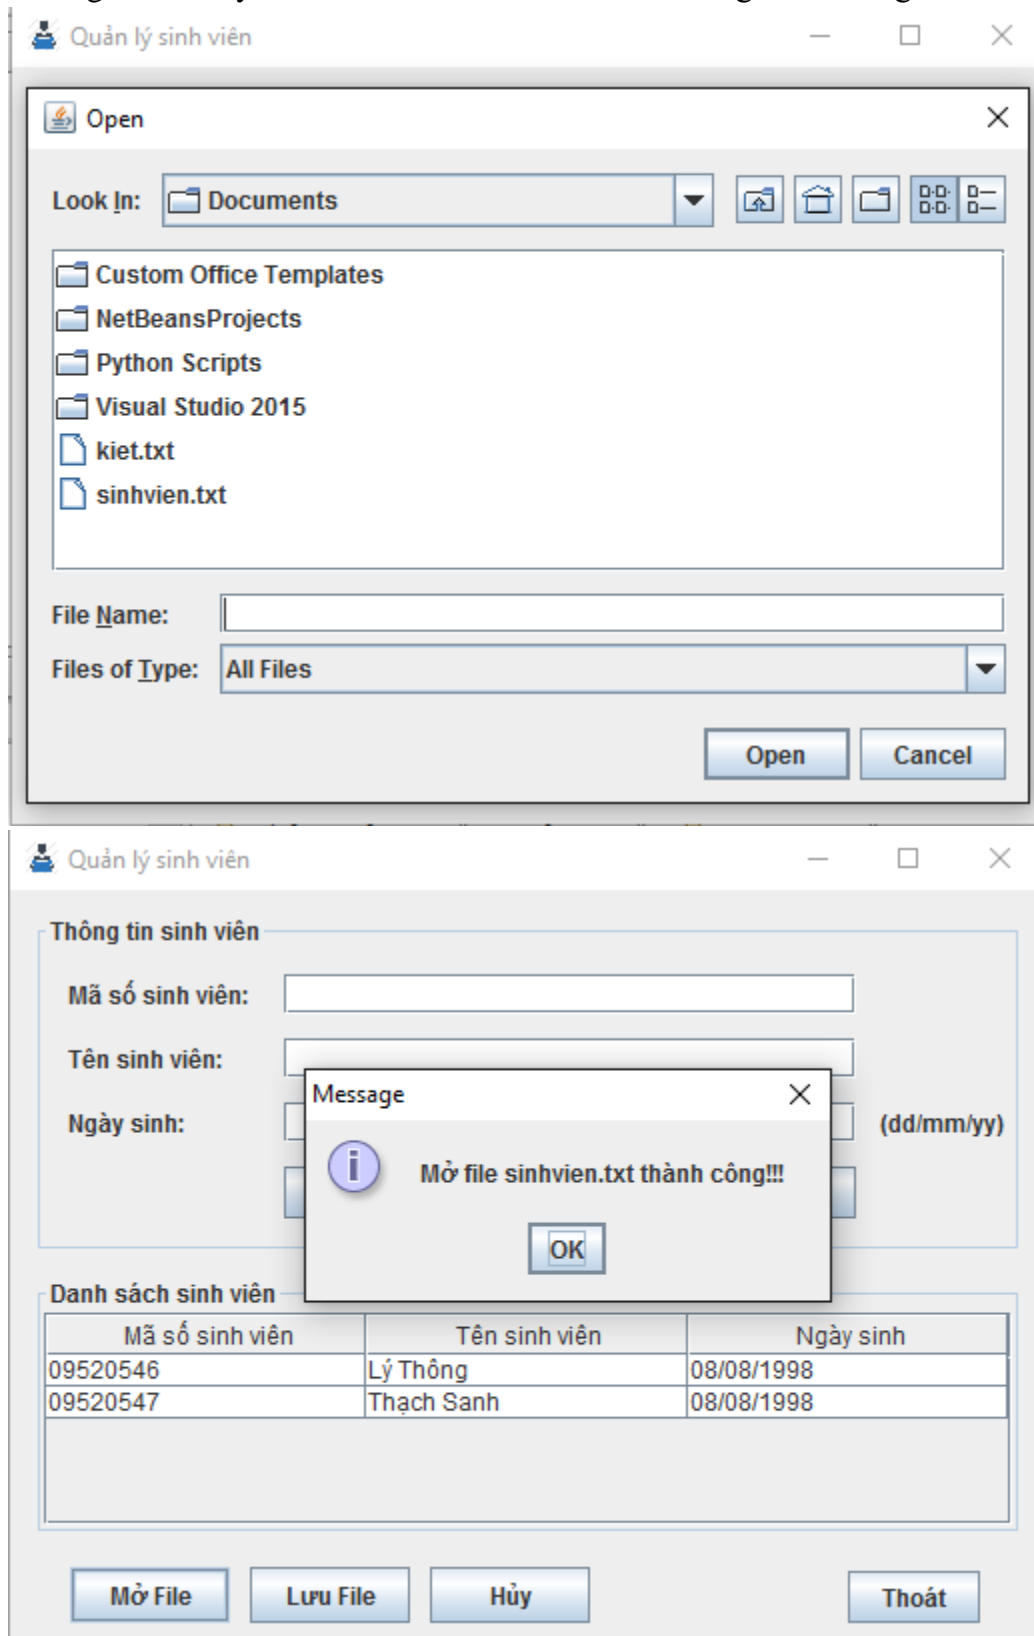 Quản lý sinh viên
Open
Look In: Documents
Custom Office Templates
NetBeansProjects
Python Scripts
Visual Studio 2015
kiet.txt
sinhvien.txt
File Name:
Files of Type: All Files
Open Cancel
Quản lý sinh viên
Thông tin sinh viên
Mã số sinh viên:
Tên sinh viên:
Message
Ngày sinh: (dd/mm/yy)
Mở file sinhvien.txt thành công!!!
OK
Danh sách sinh viên
Mã số sinh viên Tên sinh viên Ngày sinh
09520546 Lý Thông 08/08/1998
09520547 Thạch Sanh 08/08/1998
Mở File Lưu File Hủy Thoát